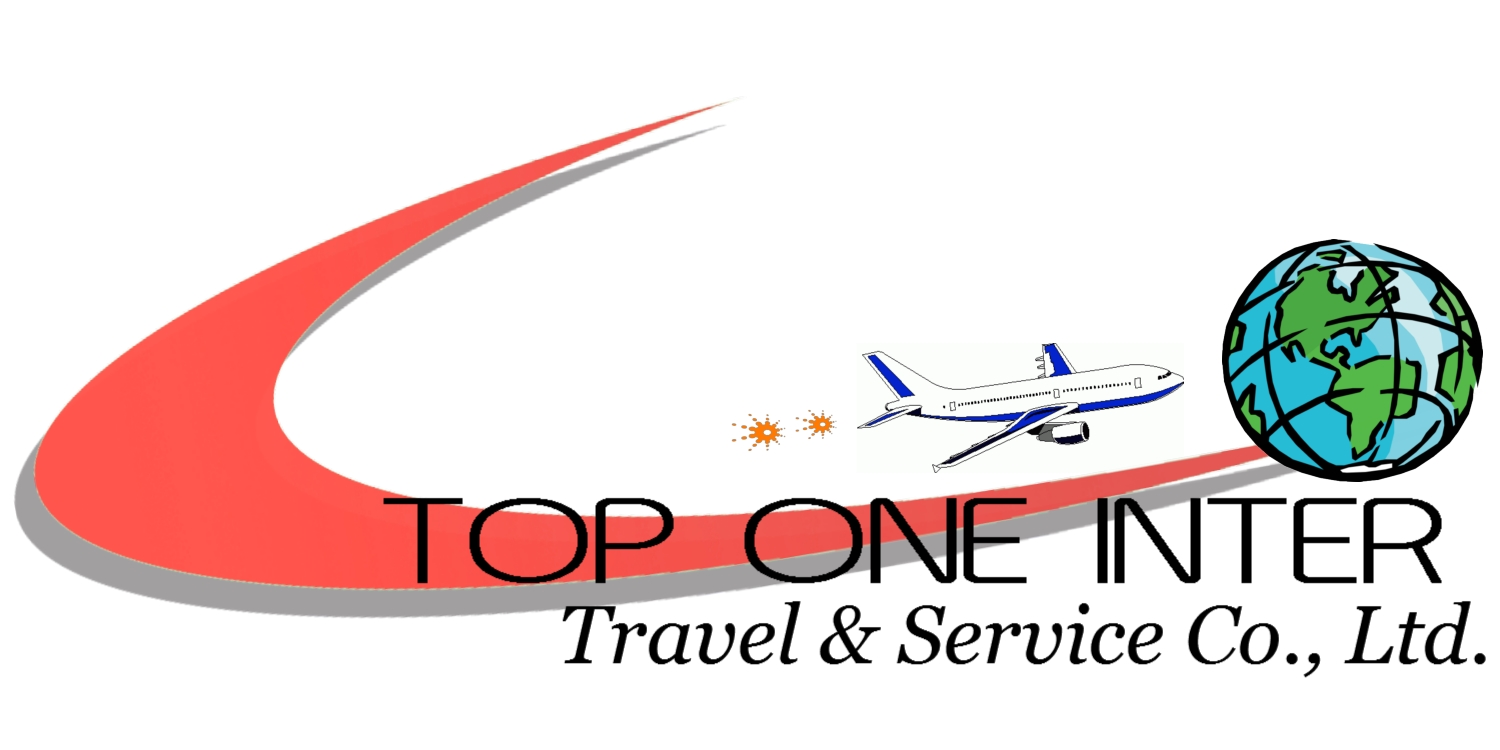 TOP ONE INTER
Travel & Service Co., Ltd.